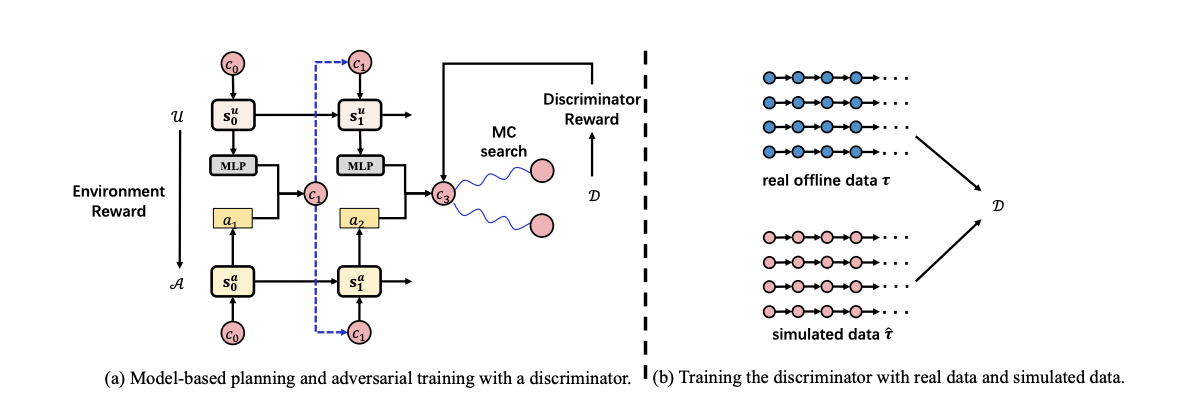 c₀
c₁
𝒰
s₀ᵘ
s₁ᵘ
Discriminator
Reward
MC
search
MLP
MLP
Environment
Reward
c₁
c₃
𝒟
a₁
a₂
𝒜
s₀ᵃ
s₁ᵃ
c₀
c₁
(a) Model-based planning and adversarial training with a discriminator.
. . .
. . .
. . .
. . .
real offline data τ
𝒟
. . .
. . .
. . .
. . .
simulated data τ̂
(b) Training the discriminator with real data and simulated data.